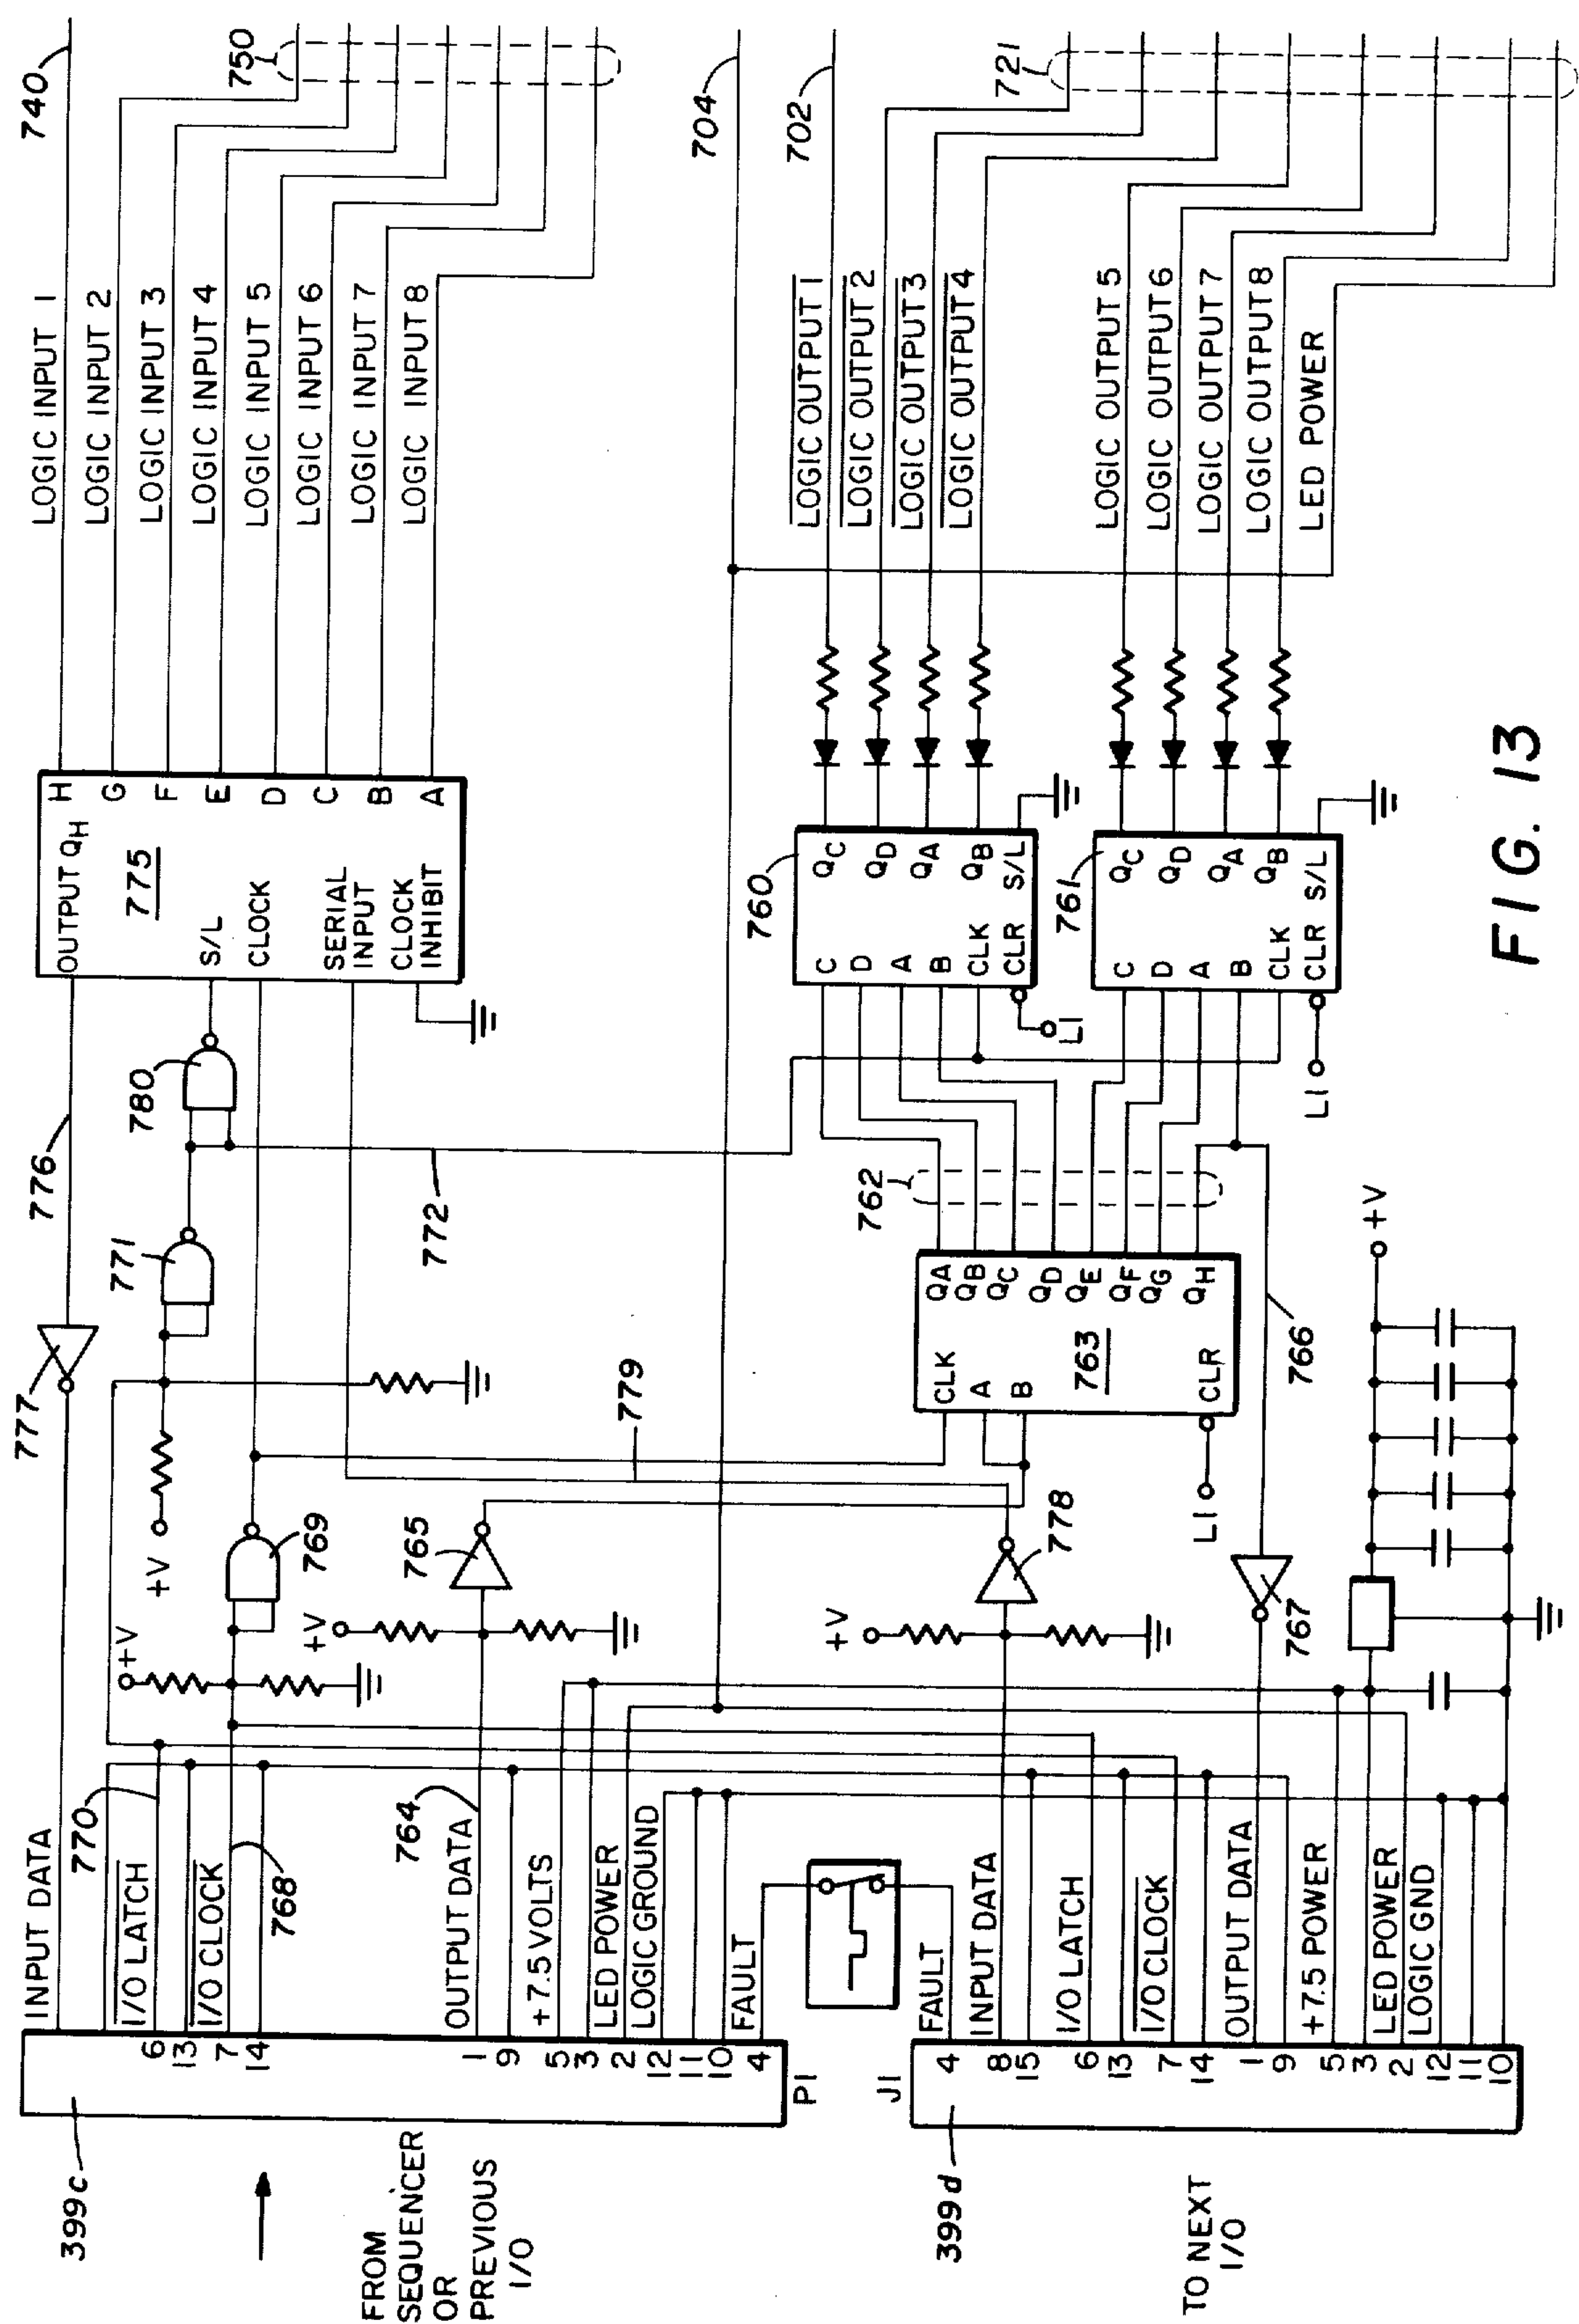 399c
FROM
SEQUENCER
OR
PREVIOUS
I/O
P1
INPUT DATA
770
I/O LATCH
6
13
I/O CLOCK
7
768
14
764
OUTPUT DATA
1
9
+7.5 VOLTS
5
3
LED POWER
2
LOGIC GROUND
12
11
10
FAULT
4
777
776
771
780
+V
+V
769
765
+V
779
772
OUTPUT QH
775
S/L
CLOCK
SERIAL
INPUT
CLOCK
INHIBIT
H
G
F
E
D
C
B
A
740
LOGIC INPUT 1
LOGIC INPUT 2
LOGIC INPUT 3
LOGIC INPUT 4
LOGIC INPUT 5
LOGIC INPUT 6
LOGIC INPUT 7
LOGIC INPUT 8
750
399d
TO NEXT
I/O
J1
FAULT
4
INPUT DATA
8
15
I/O LATCH
6
13
I/O CLOCK
7
14
OUTPUT DATA
1
9
+7.5 POWER
5
3
LED POWER
2
LOGIC GND
12
11
10
+V
778
767
766
+V
763
CLK
A
B
CLR
L1
QA
QB
QC
QD
QE
QF
QG
QH
762
760
C
D
A
B
CLK
CLR
L1
QC
QD
QA
QB
S/L
761
C
D
A
B
CLK
CLR
L1
QC
QD
QA
QB
S/L
704
702
LOGIC OUTPUT 1
LOGIC OUTPUT 2
LOGIC OUTPUT 3
LOGIC OUTPUT 4
LOGIC OUTPUT 5
LOGIC OUTPUT 6
LOGIC OUTPUT 7
LOGIC OUTPUT 8
LED POWER
721
FIG. 13